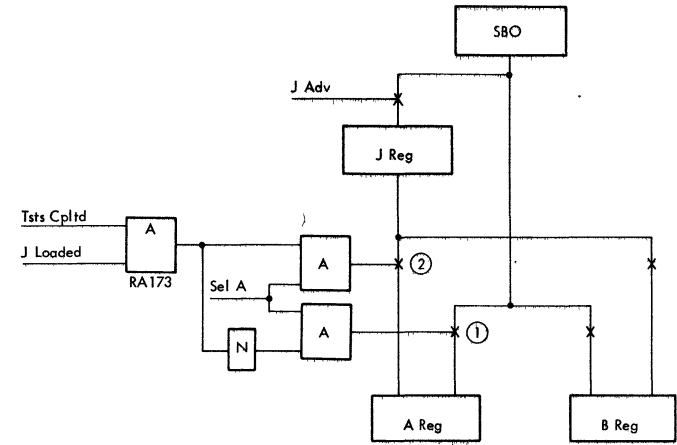 SBO
J Adv
J Reg
Tsts Cpltd
A
J Loaded
RA173
A
2
Sel A
A
1
N
A Reg
B Reg